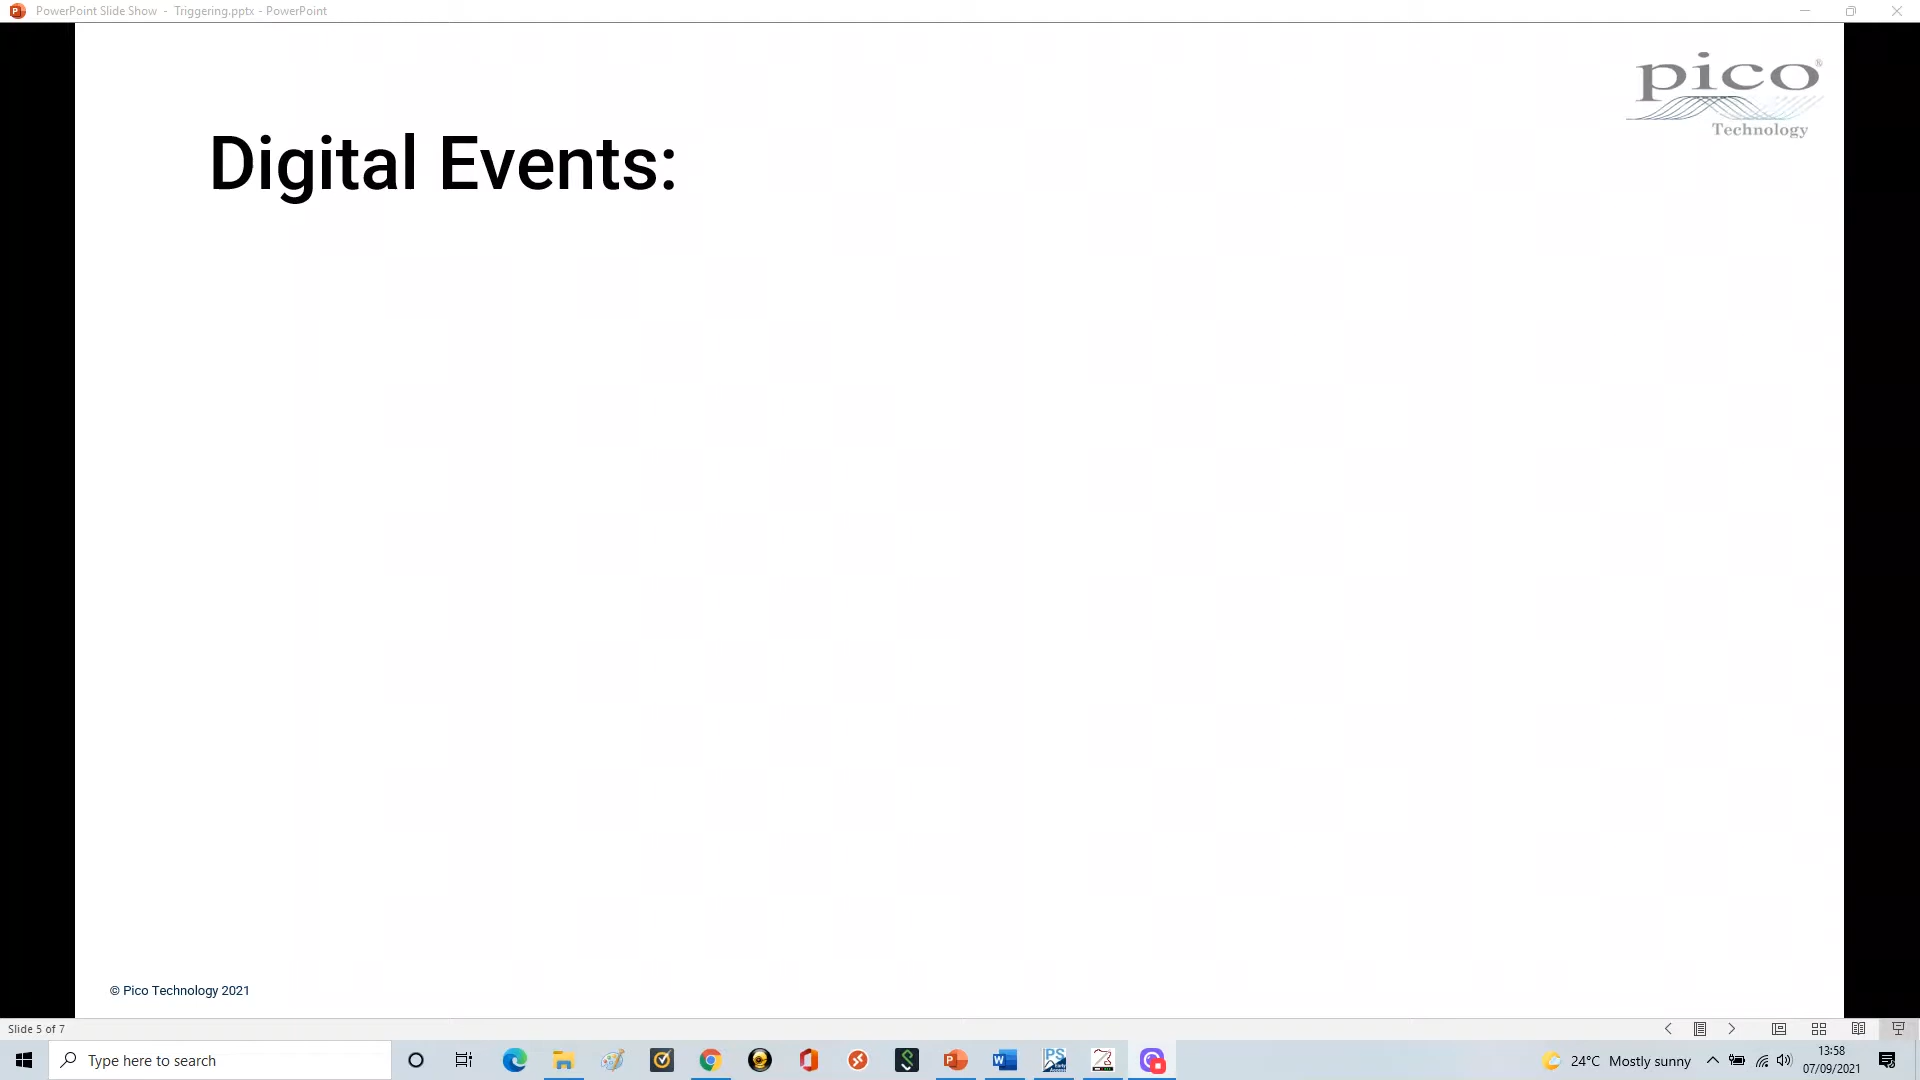 PowerPoint Slide Show - Triggering.pptx - PowerPoint
pico®
Technology
Digital Events:
© Pico Technology 2021
Slide 5 of 7
Type here to search
24°C Mostly sunny
13:58
07/09/2021